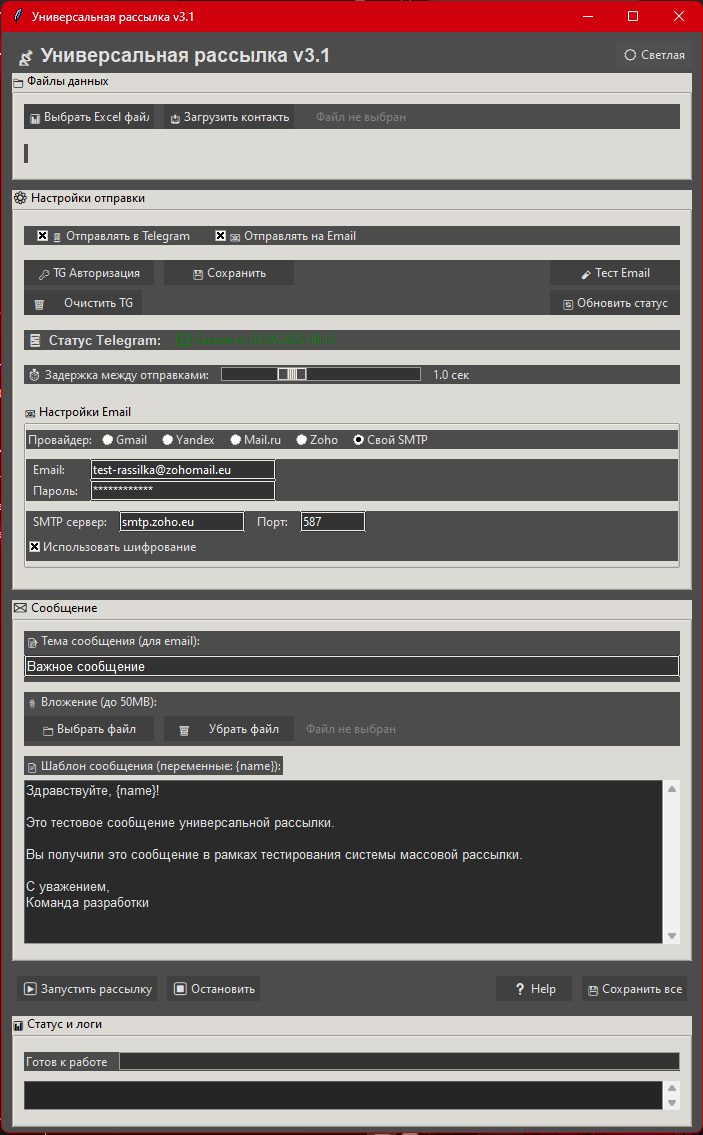 Универсальная рассылка v3.1
Универсальная рассылка v3.1
Светлая
Файлы данных
Выбрать Excel файл
Загрузить контакть
Файл не выбран
Настройки отправки
Отправлять в Telegram
Отправлять на Email
TG Авторизация
Сохранить
Тест Email
Очистить TG
Обновить статус
Статус Telegram:
Задержка между отправками:
1.0 сек
Настройки Email
Провайдер:
Gmail
Yandex
Mail.ru
Zoho
Свой SMTP
Email:
test-rassilka@zohomail.eu
Пароль:
************
SMTP сервер:
smtp.zoho.eu
Порт:
587
Использовать шифрование
Сообщение
Тема сообщения (для email):
Важное сообщение
Вложение (до 50MB):
Выбрать файл
Убрать файл
Файл не выбран
Шаблон сообщения (переменные: {name}):
Здравствуйте, {name}!
Это тестовое сообщение универсальной рассылки.
Вы получили это сообщение в рамках тестирования системы массовой рассылки.
С уважением,
Команда разработки
Запустить рассылку
Остановить
? Help
Сохранить все
Статус и логи
Готов к работе